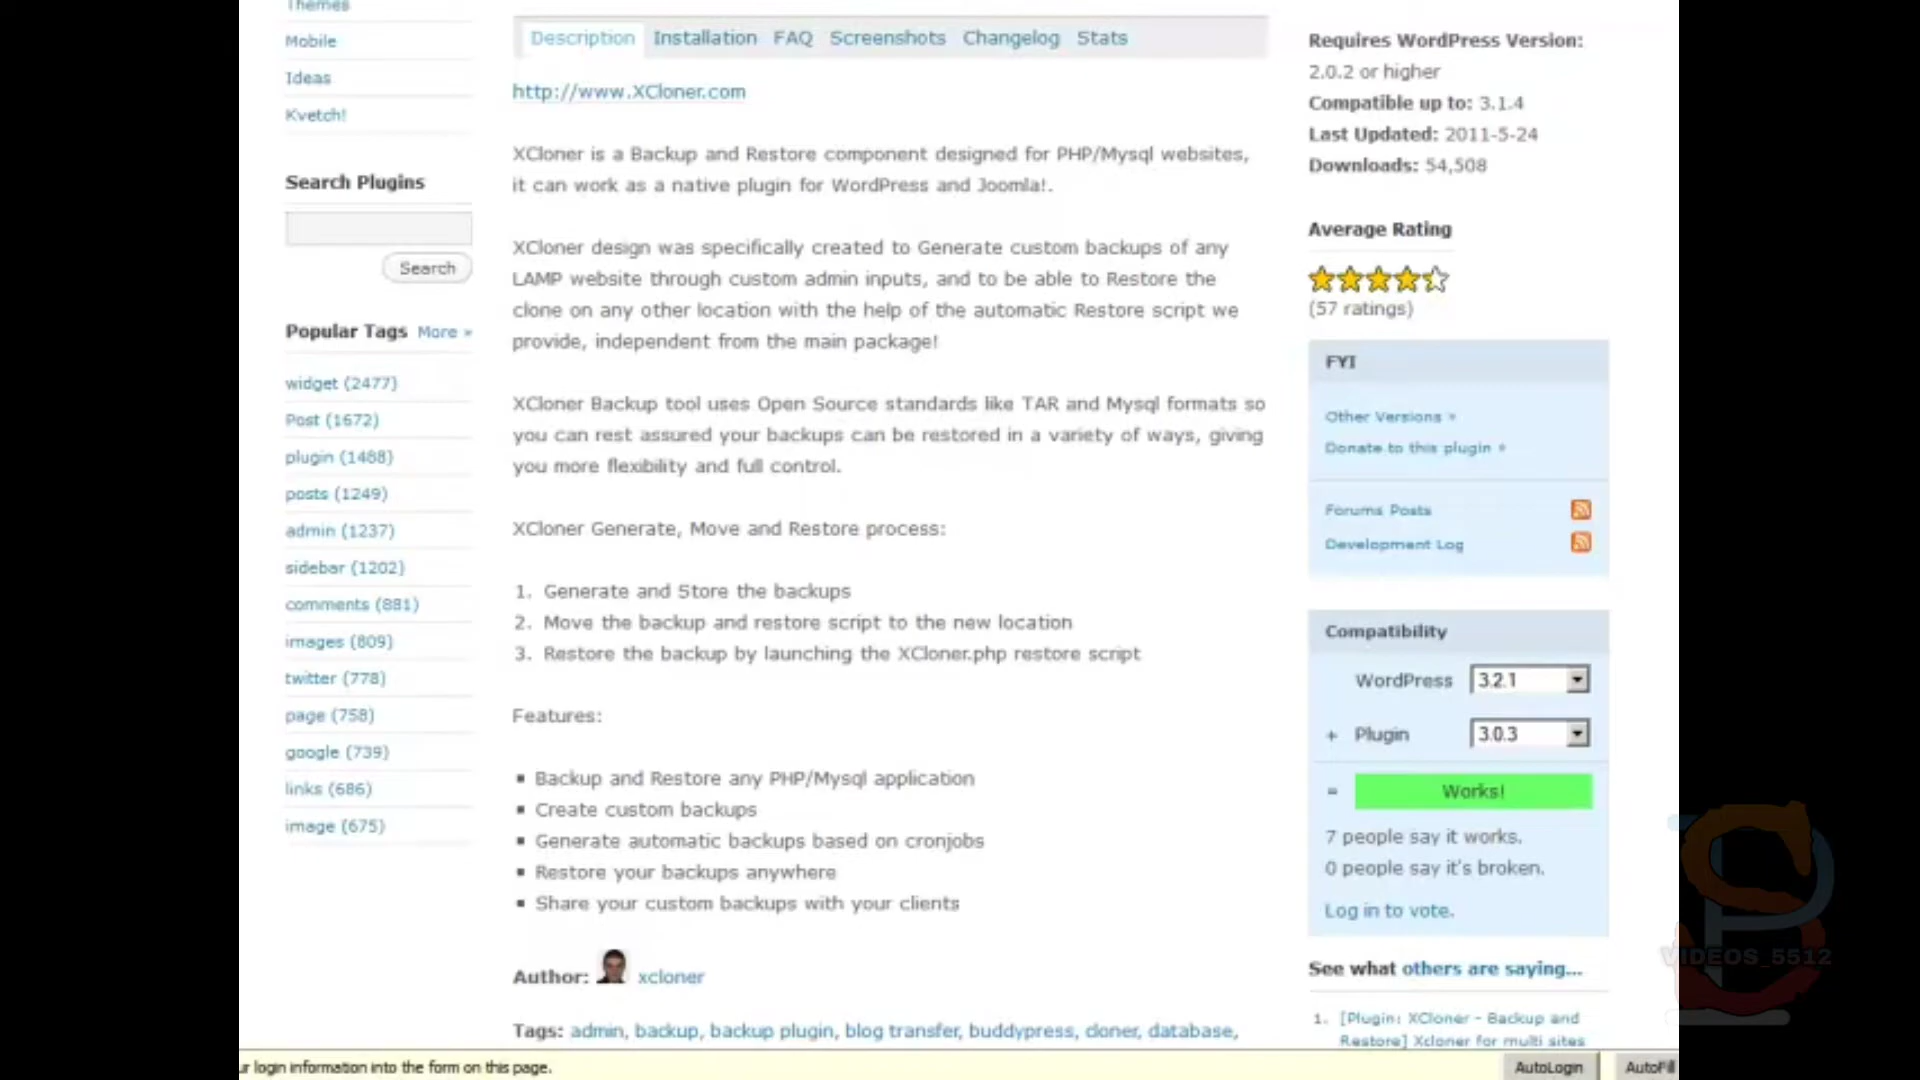 Themes
Mobile
Ideas
Kvetch!
Search Plugins
Search
Popular Tags More »
widget (2477)
Post (1672)
plugin (1488)
posts (1249)
admin (1237)
sidebar (1202)
comments (881)
images (809)
twitter (778)
page (758)
google (739)
links (686)
image (675)
Description Installation FAQ Screenshots Changelog Stats
http://www.XCloner.com
XCloner is a Backup and Restore component designed for PHP/Mysql websites,
it can work as a native plugin for WordPress and Joomla!.
XCloner design was specifically created to Generate custom backups of any
LAMP website through custom admin inputs, and to be able to Restore the
clone on any other location with the help of the automatic Restore script we
provide, independent from the main package!
XCloner Backup tool uses Open Source standards like TAR and Mysql formats so
you can rest assured your backups can be restored in a variety of ways, giving
you more flexibility and full control.
XCloner Generate, Move and Restore process:
1. Generate and Store the backups
2. Move the backup and restore script to the new location
3. Restore the backup by launching the XCloner.php restore script
Features:
▪ Backup and Restore any PHP/Mysql application
▪ Create custom backups
▪ Generate automatic backups based on cronjobs
▪ Restore your backups anywhere
▪ Share your custom backups with your clients
Author: xcloner
Tags: admin, backup, backup plugin, blog transfer, buddypress, cloner, database,
Requires WordPress Version:
2.0.2 or higher
Compatible up to: 3.1.4
Last Updated: 2011-5-24
Downloads: 54,508
Average Rating
(57 ratings)
FYI
Other Versions »
Donate to this plugin »
Forums Posts
Development Log
Compatibility
WordPress 3.2.1
+ Plugin 3.0.3
= Works!
7 people say it works.
0 people say it's broken.
Log in to vote.
See what others are saying...
1. [Plugin: XCloner - Backup and
Restore] Xcloner for multi sites
VIDEOS_5512
login information into the form on this page.
AutoLogin
AutoFill